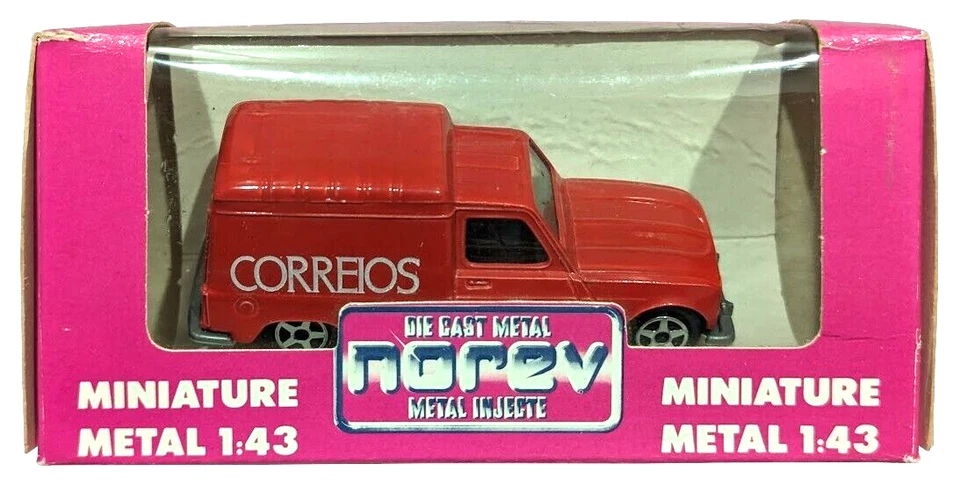 CORREIOS
DIE CAST METAL
norev
METAL INJECTE
MINIATURE
METAL 1:43
MINIATURE
METAL 1:43